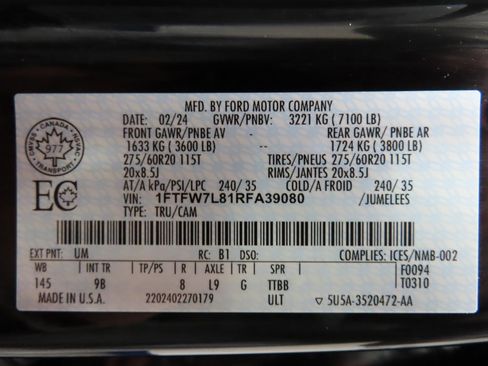 MFD. BY FORD MOTOR COMPANY
DATE: 02/24 GVWR/PNBV: 3221 KG ( 7100 LB)
FRONT GAWR/PNBE AV REAR GAWR/ PNBE AR
1633 KG ( 3600 LB) -- 1724 KG ( 3800 LB)
275/60R20 115T TIRES/PNEUS 275/60R20 115T
20x8.5J RIMS/JANTES 20x8.5J
AT/A kPa/PSI/LPC 240/ 35 COLD/A FROID 240/ 35
VIN: 1FTFW7L81RFA39080 /JUMELEES
TYPE: TRU/CAM
CANADA
977
EC
EXT PNT: UM RC: B1 DSO: COMPLIES: ICES/NMB-002
WB INT TR TP/PS R AXLE TR SPR F0094
145 9B 8 L9 G TTBB T0310
MADE IN U.S.A. 2202402270179 ULT ▽ 5U5A-3520472-AA